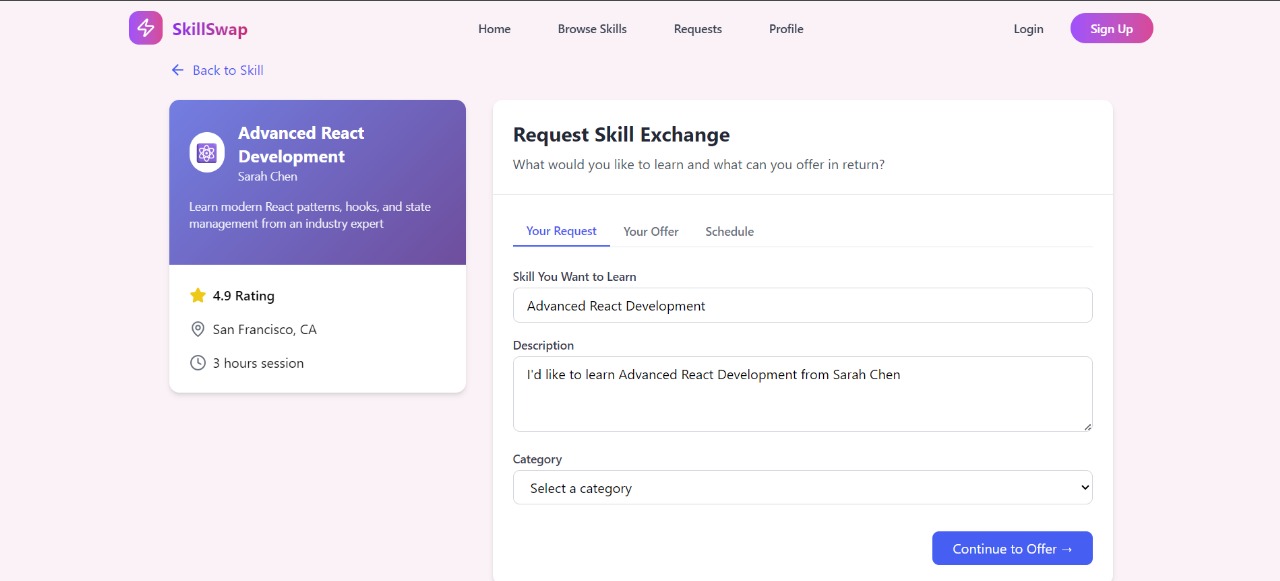 SkillSwap
Home
Browse Skills
Requests
Profile
Login
Sign Up
← Back to Skill
Advanced React
Development
Sarah Chen
Learn modern React patterns, hooks, and state
management from an industry expert
4.9 Rating
San Francisco, CA
3 hours session
Request Skill Exchange
What would you like to learn and what can you offer in return?
Your Request
Your Offer
Schedule
Skill You Want to Learn
Advanced React Development
Description
I'd like to learn Advanced React Development from Sarah Chen
Category
Select a category
Continue to Offer →